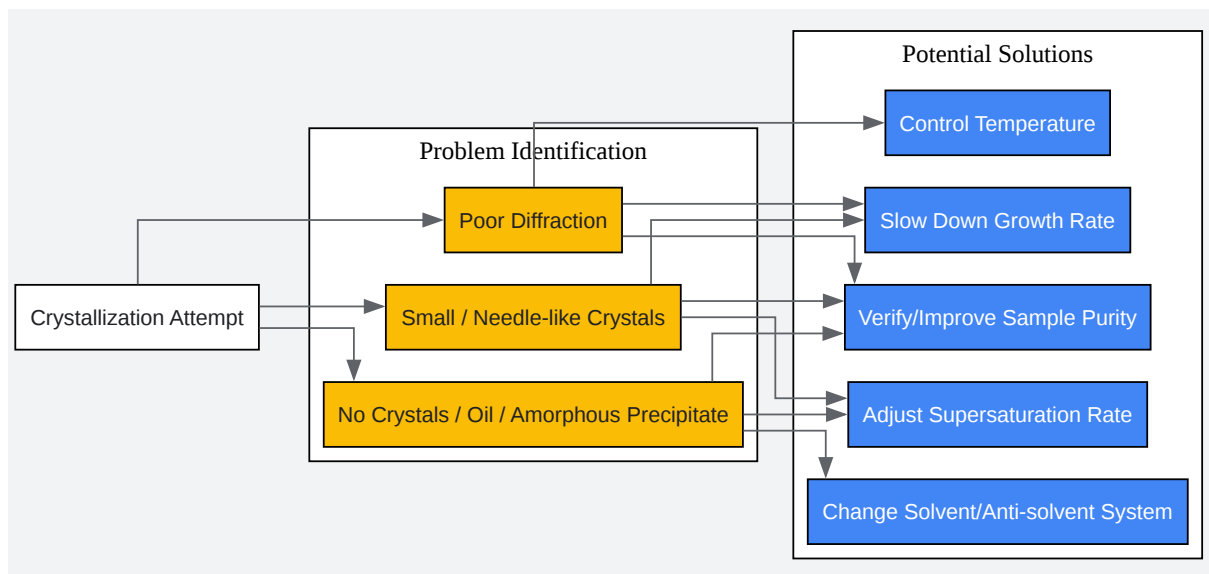 Potential Solutions
Control Temperature
Problem Identification
Poor Diffraction
Slow Down Growth Rate
Crystallization Attempt
Small / Needle-like Crystals
Verify/Improve Sample Purity
No Crystals / Oil / Amorphous Precipitate
Adjust Supersaturation Rate
Change Solvent/Anti-solvent System